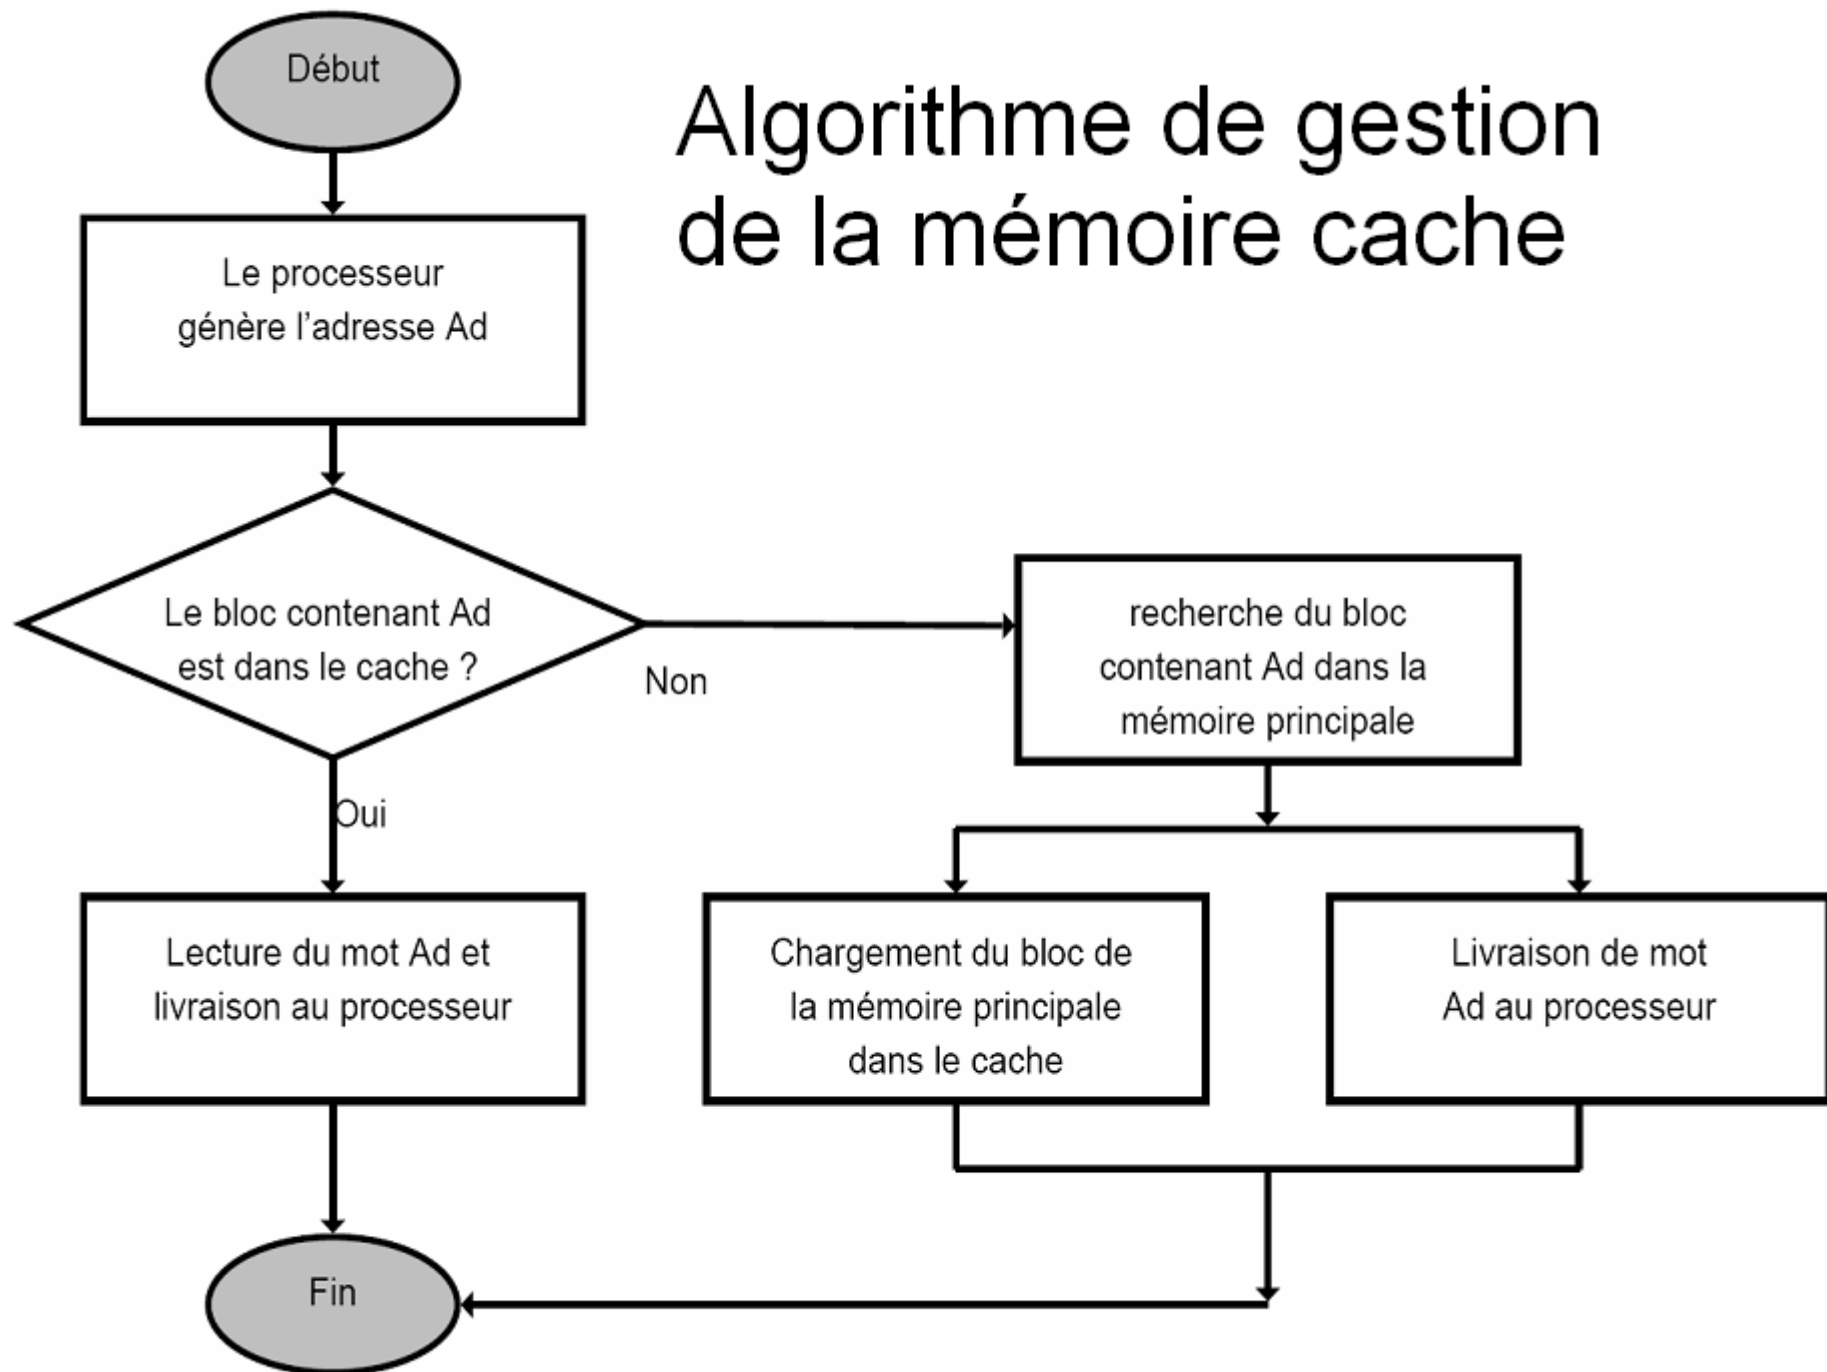 Début
Algorithme de gestion
de la mémoire cache
Le processeur
génère l'adresse Ad
Le bloc contenant Ad
est dans le cache ?
Non
recherche du bloc
contenant Ad dans la
mémoire principale
Oui
Lecture du mot Ad et
livraison au processeur
Chargement du bloc de
la mémoire principale
dans le cache
Livraison de mot
Ad au processeur
Fin